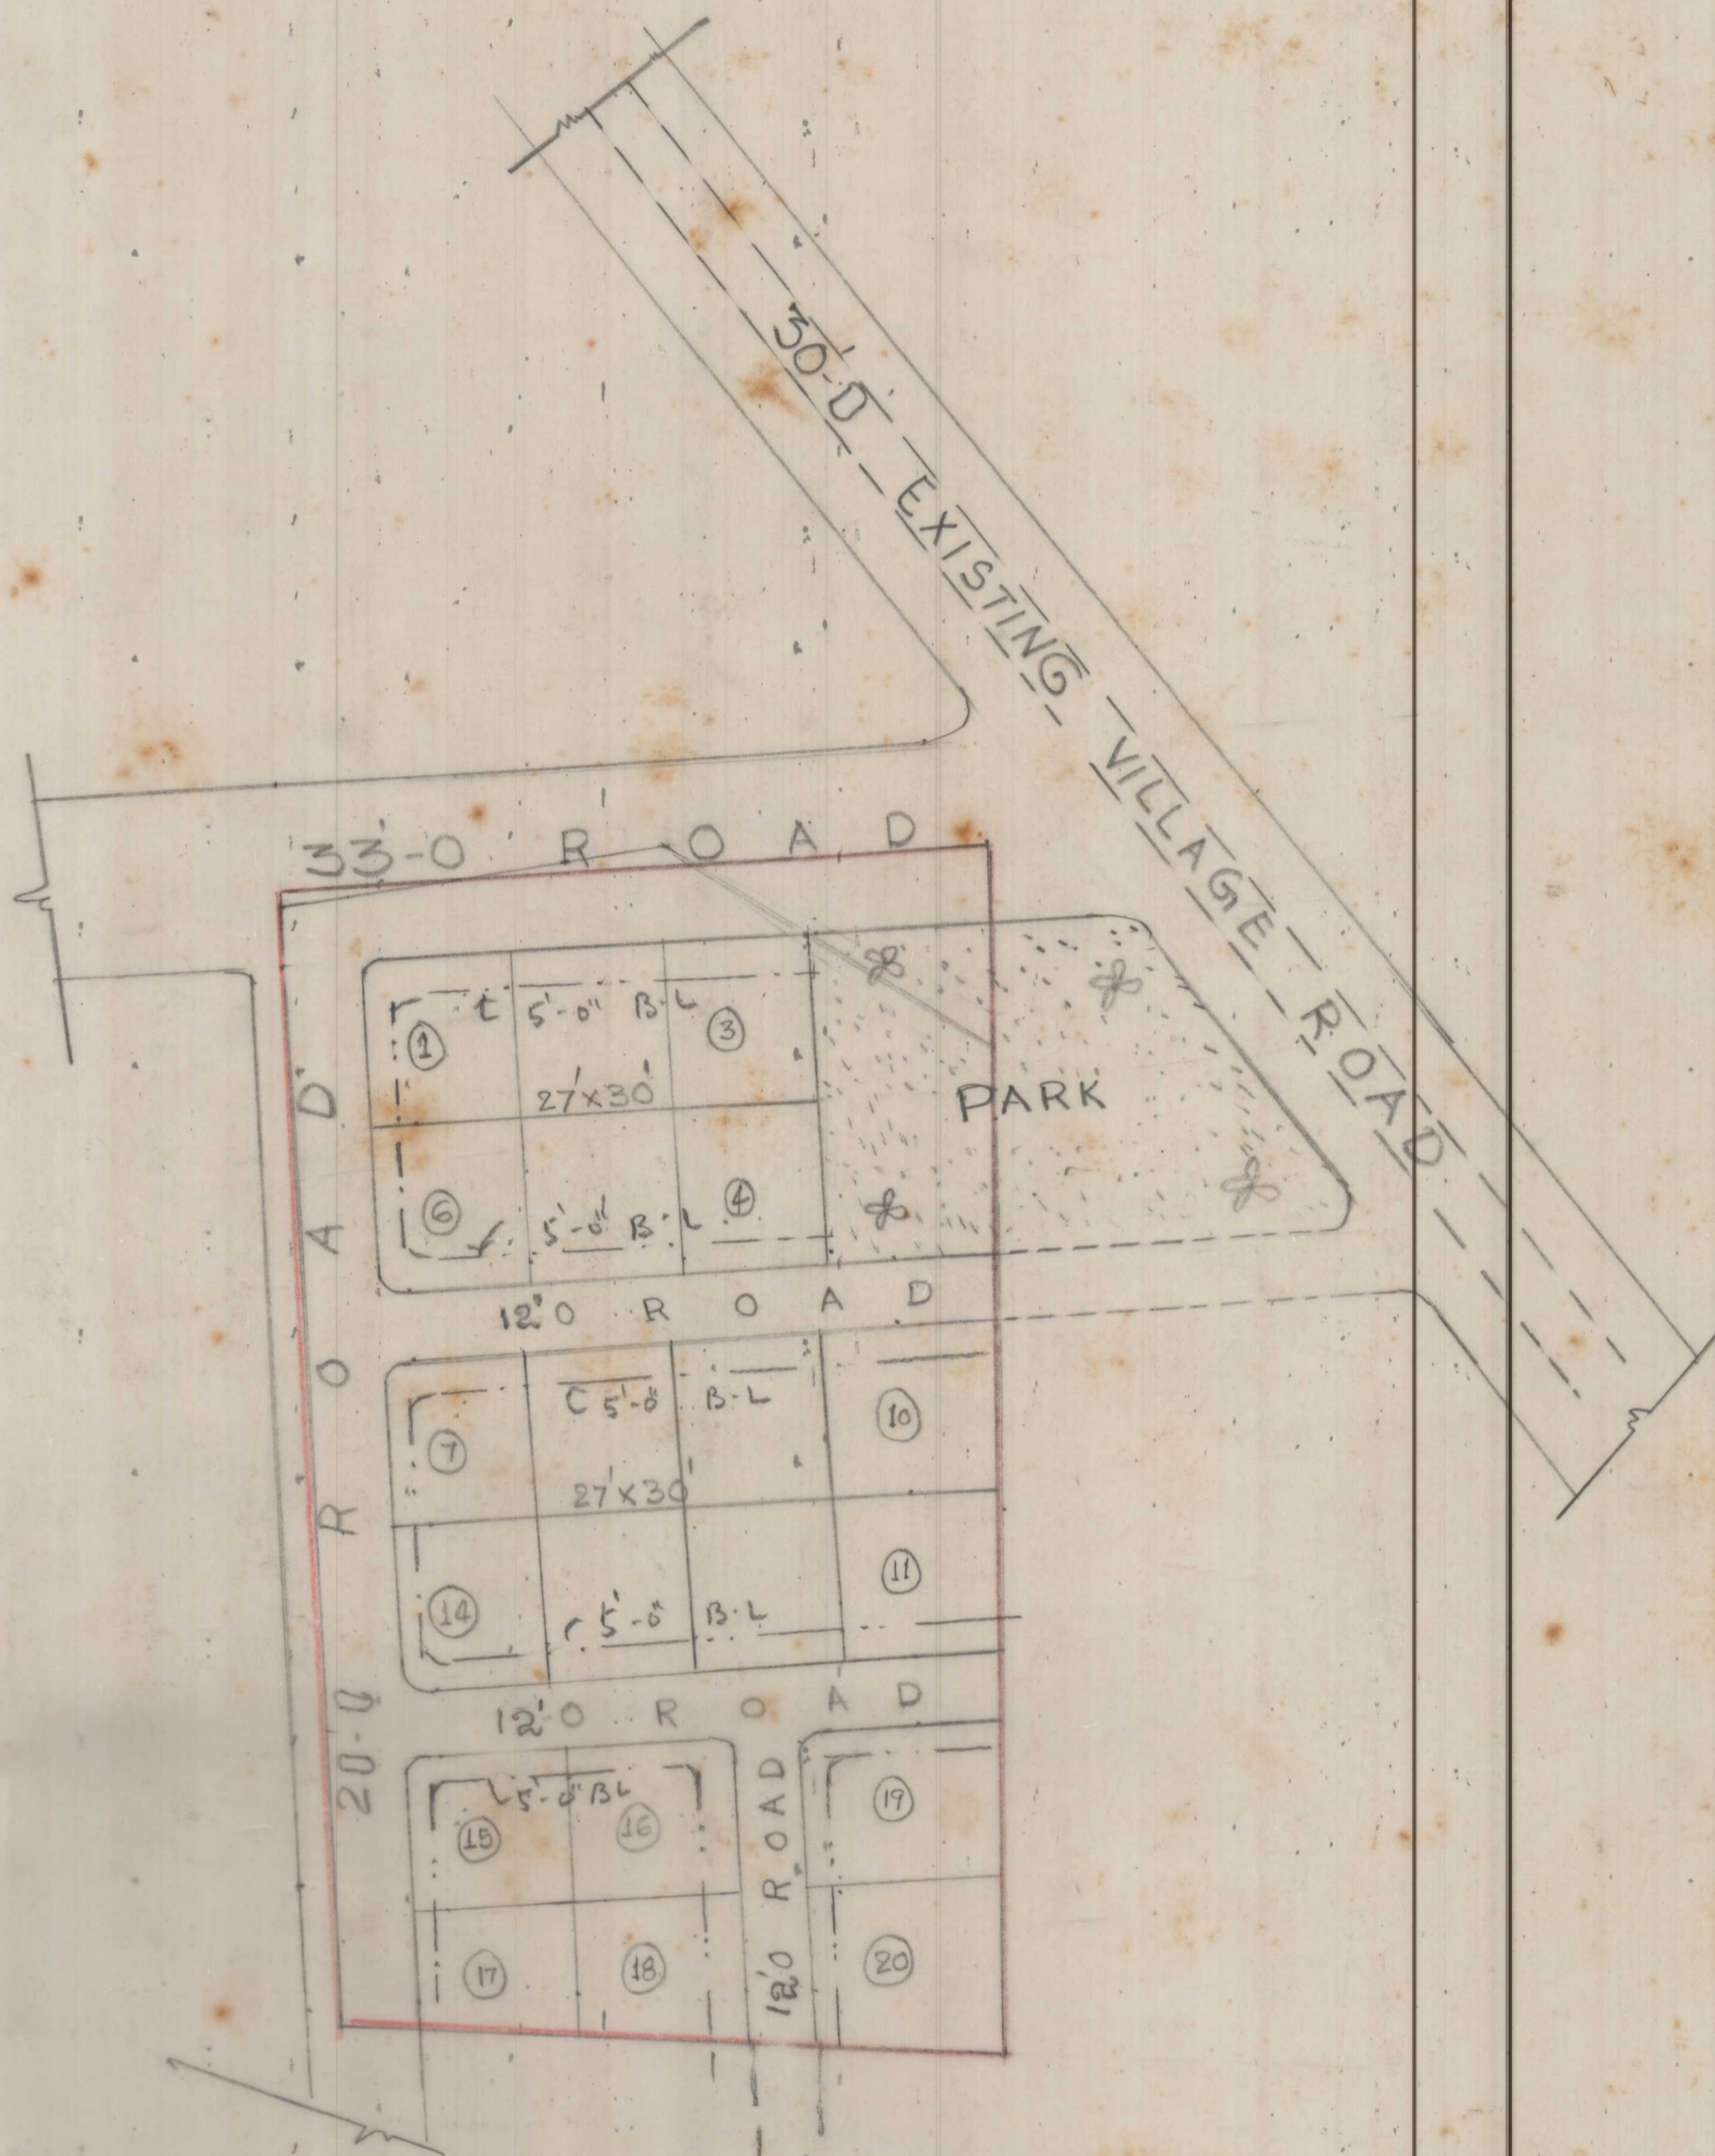 30'-0 EXISTING VILLAGE ROAD
33'-0 ROAD
5'-0" B·L
1
3
27'x30'
PARK
6
4
5'-0" B·L
12'0 ROAD
20-0 ROAD
5'-0" B·L
7
10
27'x30'
14
11
5'-0" B·L
12'-0 ROAD
5'-0" BL
15
16
19
17
18
20
12'0 ROAD